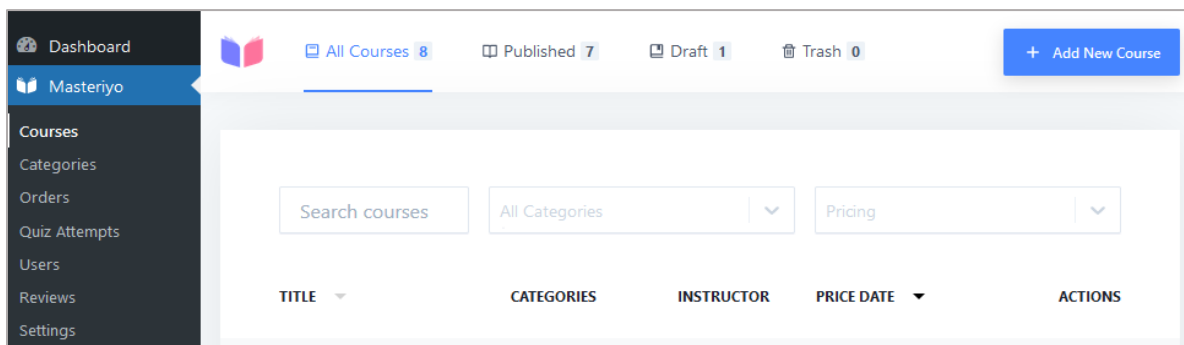 Dashboard
Masteriyo
Courses
Categories
Orders
Quiz Attempts
Users
Reviews
Settings
All Courses 8 Published 7 Draft 1 Trash 0 + Add New Course
Search courses All Categories Pricing
TITLE CATEGORIES INSTRUCTOR PRICE DATE ACTIONS